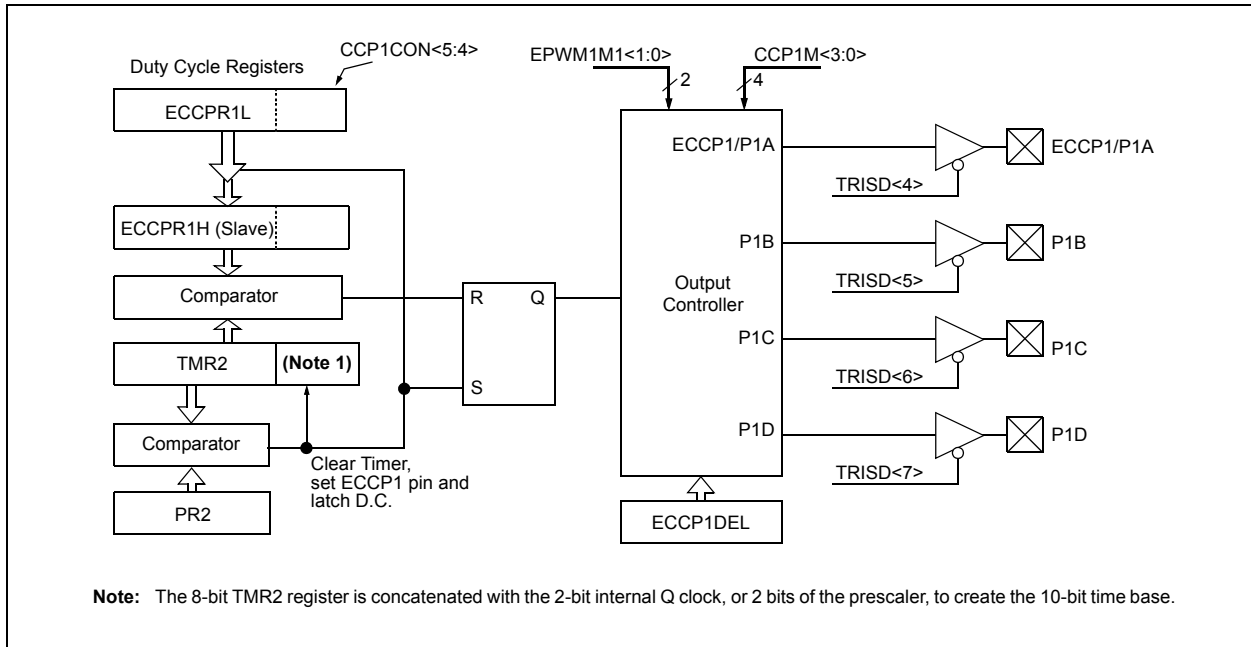 CCP1CON<5:4>
Duty Cycle Registers
ECCPR1L
ECCPR1H (Slave)
Comparator
TMR2
(Note 1)
Comparator
PR2
Clear Timer,
set ECCP1 pin and
latch D.C.
R
Q
S
EPWM1M1<1:0>
2
CCP1M<3:0>
4
Output
Controller
ECCP1/P1A
P1B
P1C
P1D
ECCP1DEL
TRISD<4>
ECCP1/P1A
TRISD<5>
P1B
TRISD<6>
P1C
TRISD<7>
P1D
Note: The 8-bit TMR2 register is concatenated with the 2-bit internal Q clock, or 2 bits of the prescaler, to create the 10-bit time base.